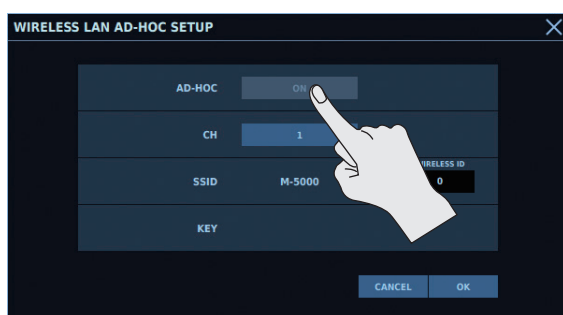 WIRELESS LAN AD-HOC SETUP
AD-HOC ON
CH 1
WIRELESS ID
SSID M-5000 0
KEY
CANCEL OK